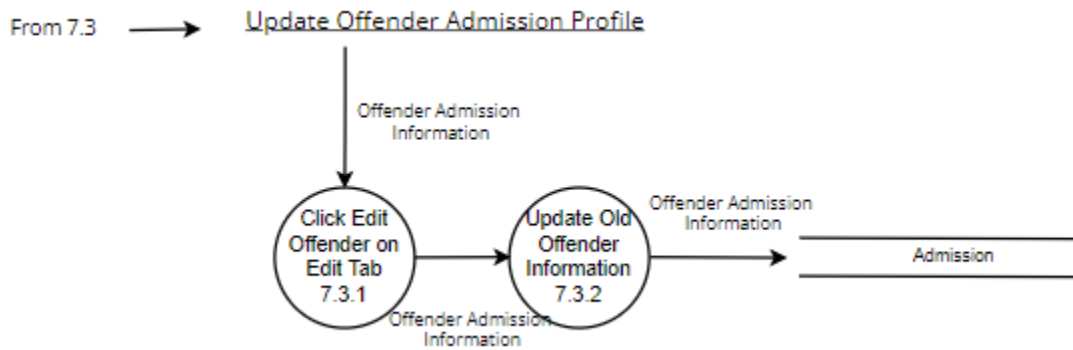 From 7.3
Update Offender Admission Profile
Offender Admission
Information
Click Edit
Offender on
Edit Tab
7.3.1
Offender Admission
Information
Update Old
Offender
Information
7.3.2
Offender Admission
Information
Admission